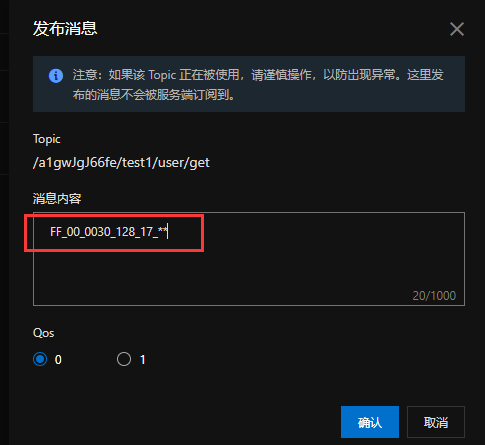 发布消息
注意：如果该 Topic 正在被使用，请谨慎操作，以防出现异常。这里发
布的消息不会被服务端订阅到。
Topic
/a1gwJgJ66fe/test1/user/get
消息内容
FF_00_0030_128_17_**
20/1000
Qos
0 1
确认 取消